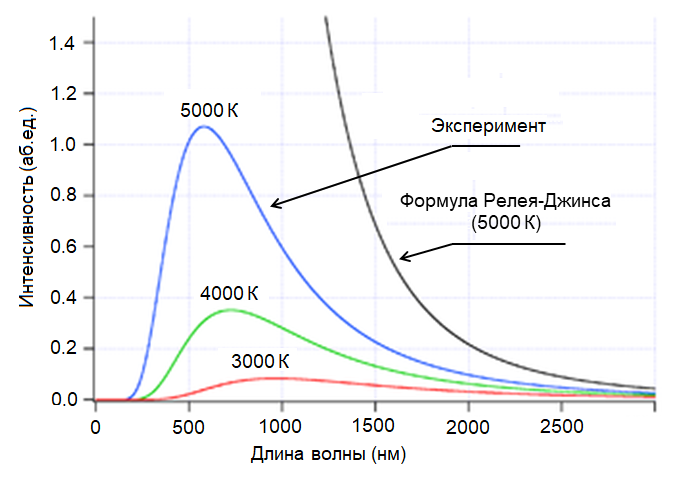 1.4
1.2
1.0
0.8
0.6
0.4
0.2
0.0
Интенсивность (аб.ед.)
5000 K
4000 K
3000 K
Эксперимент
Формула Релея-Джинса
(5000 K)
0 500 1000 1500 2000 2500
Длина волны (нм)